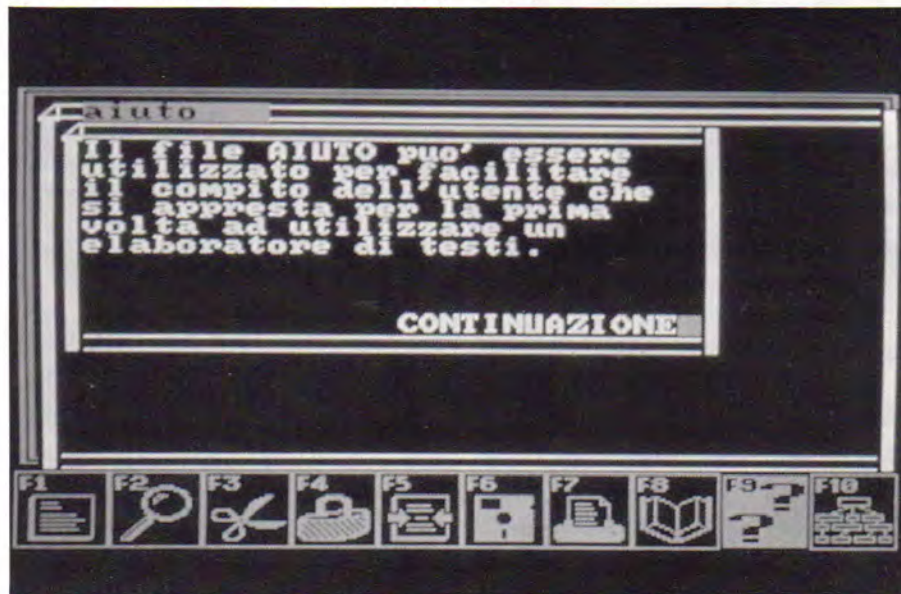 aiuto
Il file AIUTO puo' essere
utilizzato per facilitare
il compito dell'utente che
si appresta per la prima
volta ad utilizzare un
elaboratore di testi.
CONTINUAZIONE
F1 F2 F3 F4 F5 F6 F7 F8 F9 F10